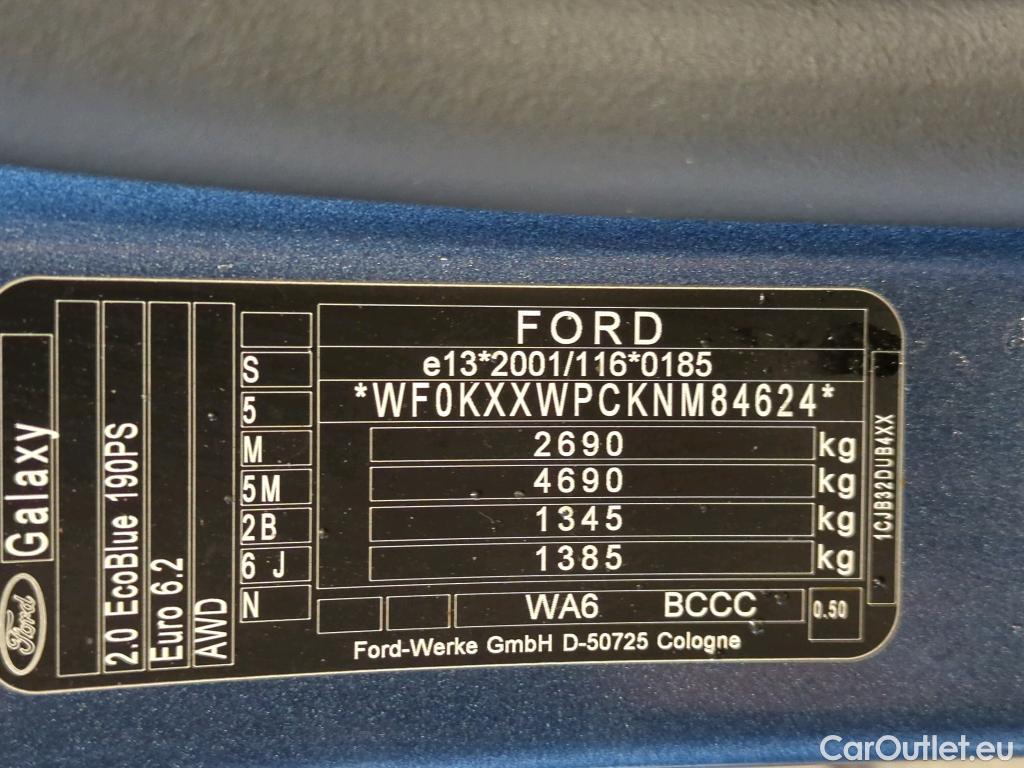 FORD
e13*2001/116*0185
*WF0KXXWPCKNM84624*
2690 kg
4690 kg
1345 kg
1385 kg
WA6 BCCC 0.50
Ford-Werke GmbH D-50725 Cologne
S
5
M
5M
2B
6 J
N
Ford Galaxy
2.0 EcoBlue 190PS
Euro 6.2
AWD
1CJB32DUB4XX
CarOutlet.eu